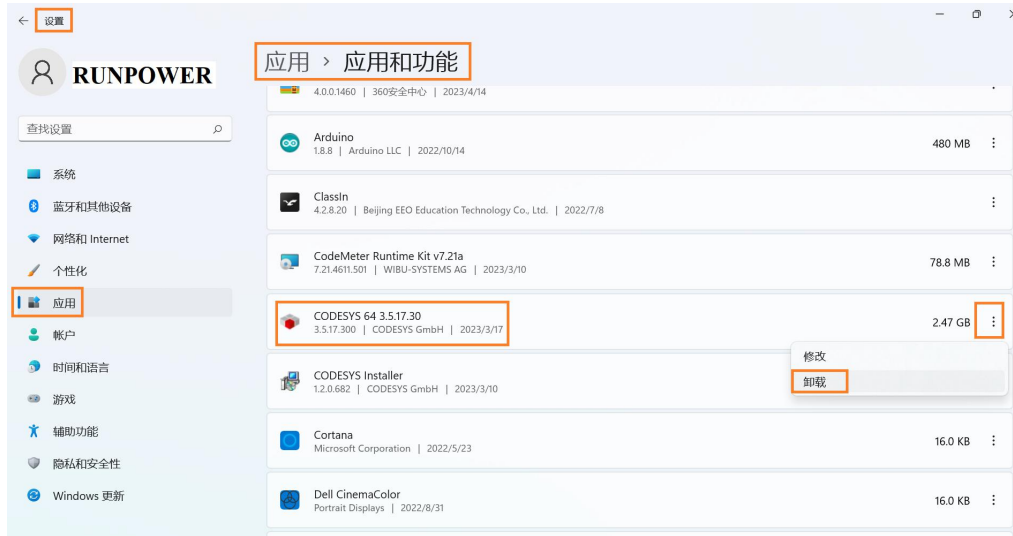 设置
RUNPOWER
查找设置
系统
蓝牙和其他设备
网络和 Internet
个性化
应用
帐户
时间和语言
游戏
辅助功能
隐私和安全性
Windows 更新
应用 > 应用和功能
4.0.0.1460 | 360安全中心 | 2023/4/14
Arduino
1.8.8 | Arduino LLC | 2022/10/14
480 MB
ClassIn
4.2.8.20 | Beijing EEO Education Technology Co., Ltd. | 2022/7/8
CodeMeter Runtime Kit v7.21a
7.21.4611.501 | WIBU-SYSTEMS AG | 2023/3/10
78.8 MB
CODESYS 64 3.5.17.30
3.5.17.300 | CODESYS GmbH | 2023/3/17
2.47 GB
修改
卸载
CODESYS Installer
1.2.0.682 | CODESYS GmbH | 2023/3/10
Cortana
Microsoft Corporation | 2022/5/23
16.0 KB
Dell CinemaColor
Portrait Displays | 2022/8/31
16.0 KB